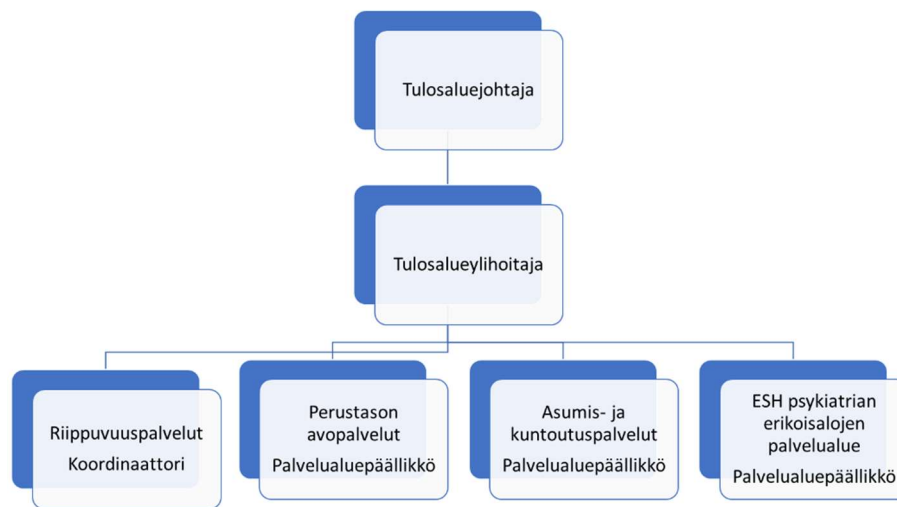 Tulosaluejohtaja
Tulosalueylihoitaja
Riippuvuuspalvelut
Koordinaattori
Perustason
avopalvelut
Palvelualuepäällikkö
Asumis- ja
kuntoutuspalvelut
Palvelualuepäällikkö
ESH psykiatrian
erikoisalojen
palvelualue
Palvelualuepäällikkö